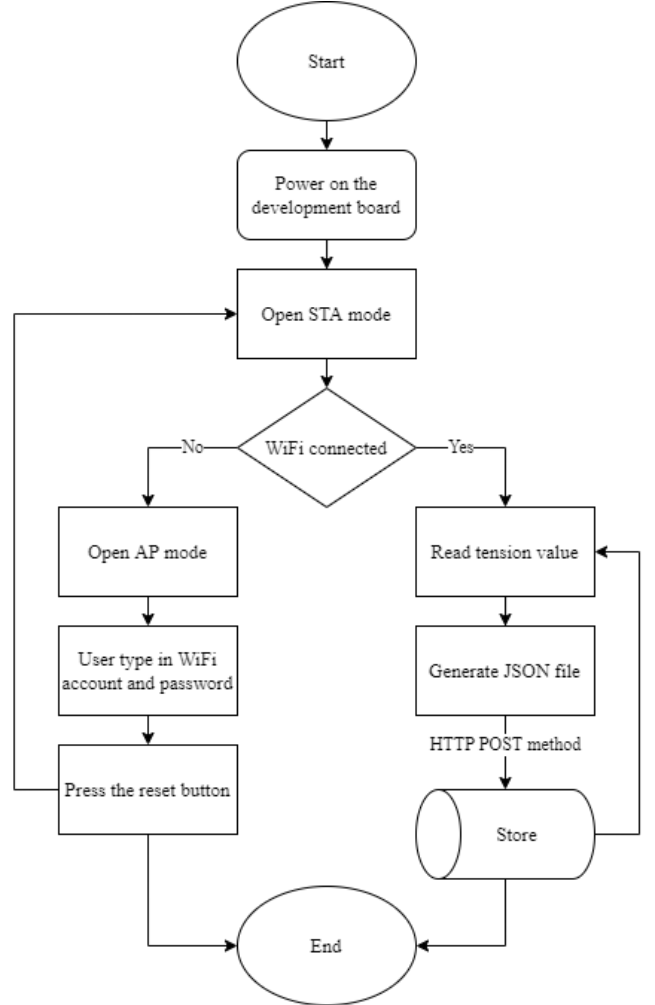 Start
Power on the
development board
Open STA mode
WiFi connected
No
Yes
Open AP mode
Read tension value
User type in WiFi
account and password
Generate JSON file
HTTP POST method
Press the reset button
Store
End